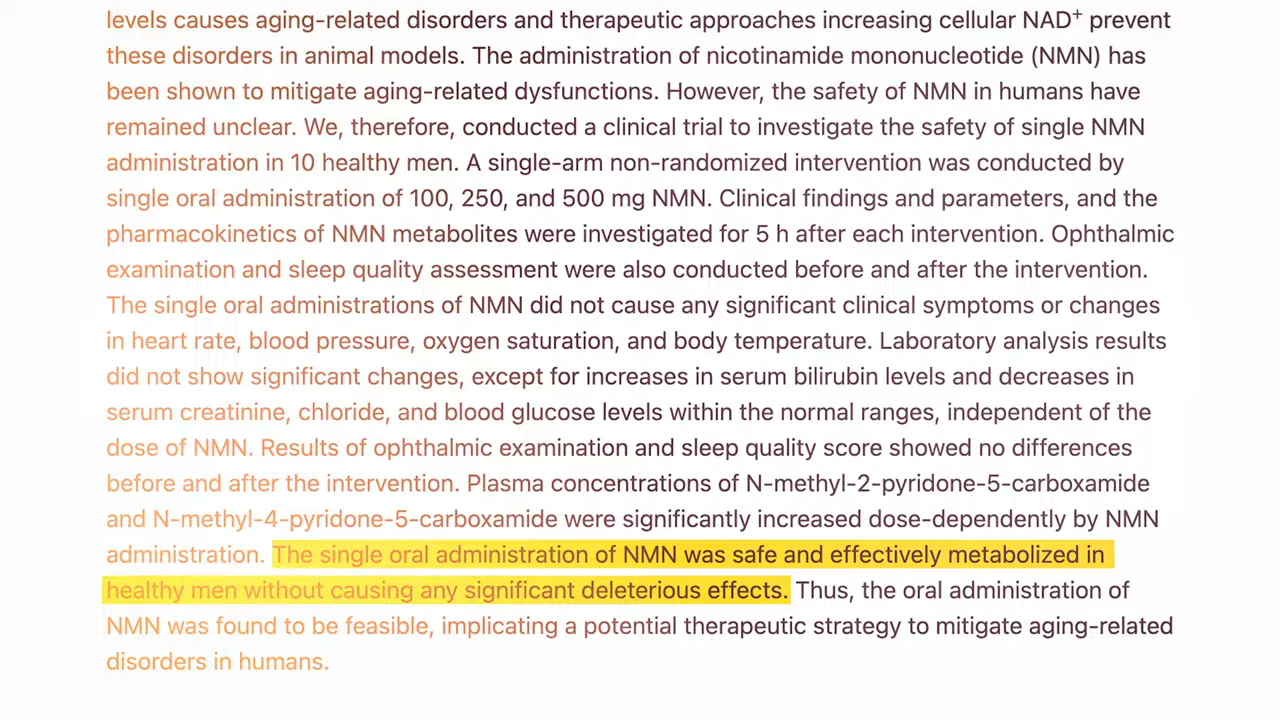 levels causes aging-related disorders and therapeutic approaches increasing cellular NAD⁺ prevent
these disorders in animal models. The administration of nicotinamide mononucleotide (NMN) has
been shown to mitigate aging-related dysfunctions. However, the safety of NMN in humans have
remained unclear. We, therefore, conducted a clinical trial to investigate the safety of single NMN
administration in 10 healthy men. A single-arm non-randomized intervention was conducted by
single oral administration of 100, 250, and 500 mg NMN. Clinical findings and parameters, and the
pharmacokinetics of NMN metabolites were investigated for 5 h after each intervention. Ophthalmic
examination and sleep quality assessment were also conducted before and after the intervention.
The single oral administrations of NMN did not cause any significant clinical symptoms or changes
in heart rate, blood pressure, oxygen saturation, and body temperature. Laboratory analysis results
did not show significant changes, except for increases in serum bilirubin levels and decreases in
serum creatinine, chloride, and blood glucose levels within the normal ranges, independent of the
dose of NMN. Results of ophthalmic examination and sleep quality score showed no differences
before and after the intervention. Plasma concentrations of N-methyl-2-pyridone-5-carboxamide
and N-methyl-4-pyridone-5-carboxamide were significantly increased dose-dependently by NMN
administration. The single oral administration of NMN was safe and effectively metabolized in
healthy men without causing any significant deleterious effects. Thus, the oral administration of
NMN was found to be feasible, implicating a potential therapeutic strategy to mitigate aging-related
disorders in humans.